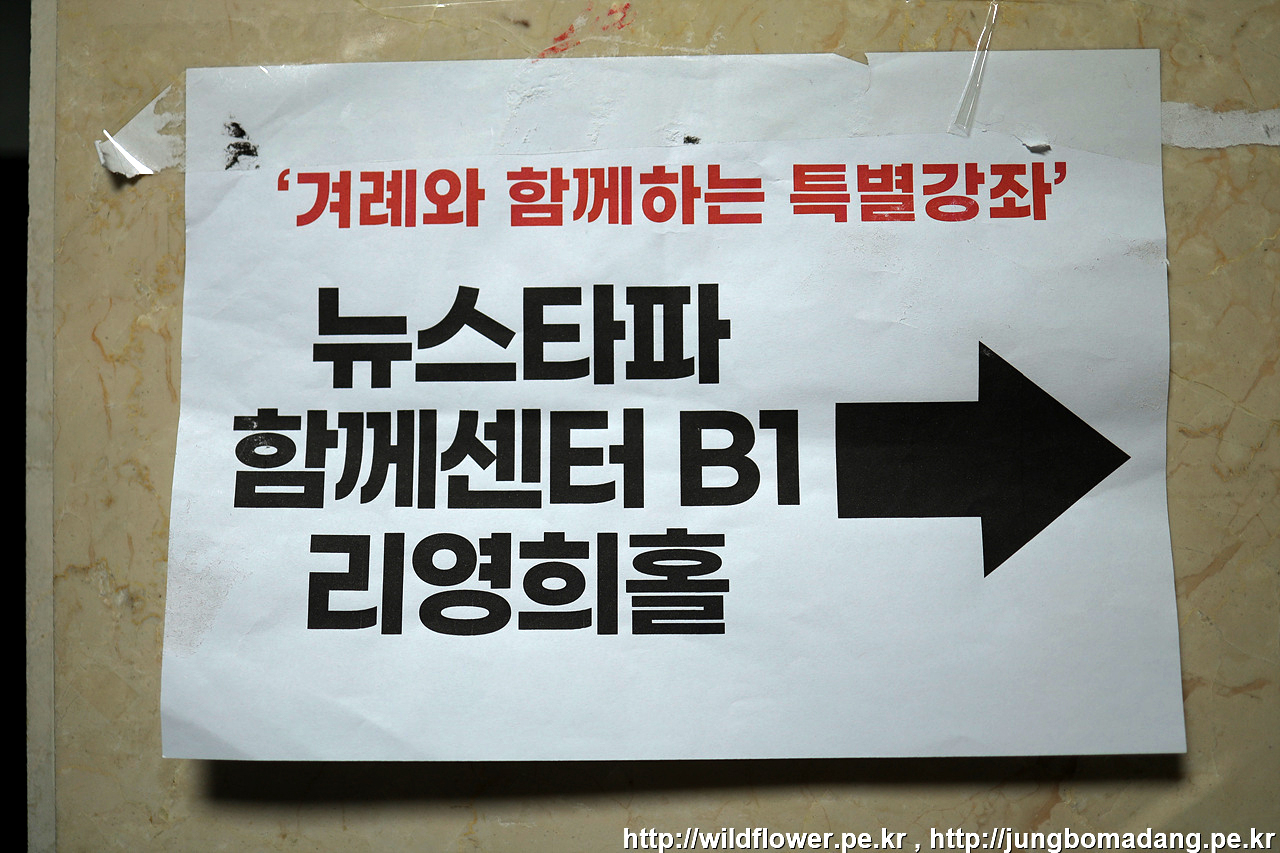 ‘겨례와 함께하는 특별강좌’
뉴스타파
함께센터 B1
리영희홀
http://wildflower.pe.kr , http://jungbomadang.pe.kr